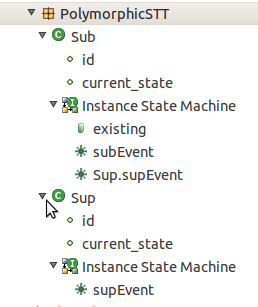 PolymorphicSTT
C Sub
id
current_state
I Instance State Machine
existing
subEvent
Sup.supEvent
C Sup
id
current_state
I Instance State Machine
supEvent